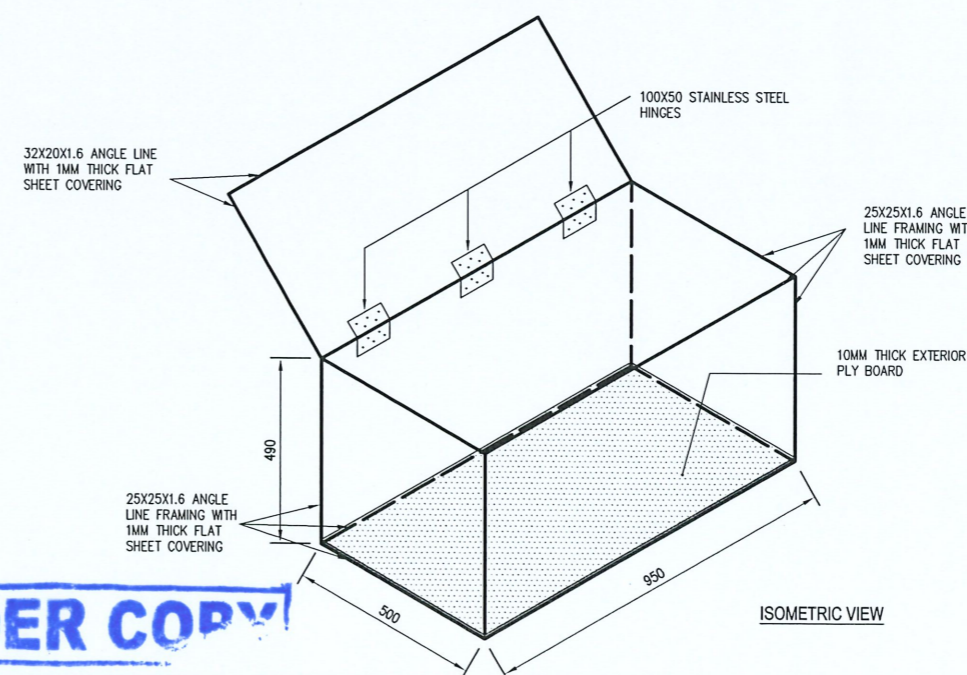 100X50 STAINLESS STEEL
HINGES
32X20X1.6 ANGLE LINE
WITH 1MM THICK FLAT
SHEET COVERING
25X25X1.6 ANGLE
LINE FRAMING WIT
1MM THICK FLAT
SHEET COVERING
10MM THICK EXTERIOR
PLY BOARD
490
25X25X1.6 ANGLE
LINE FRAMING WITH
1MM THICK FLAT
SHEET COVERING
500
950
ISOMETRIC VIEW
ER COPY